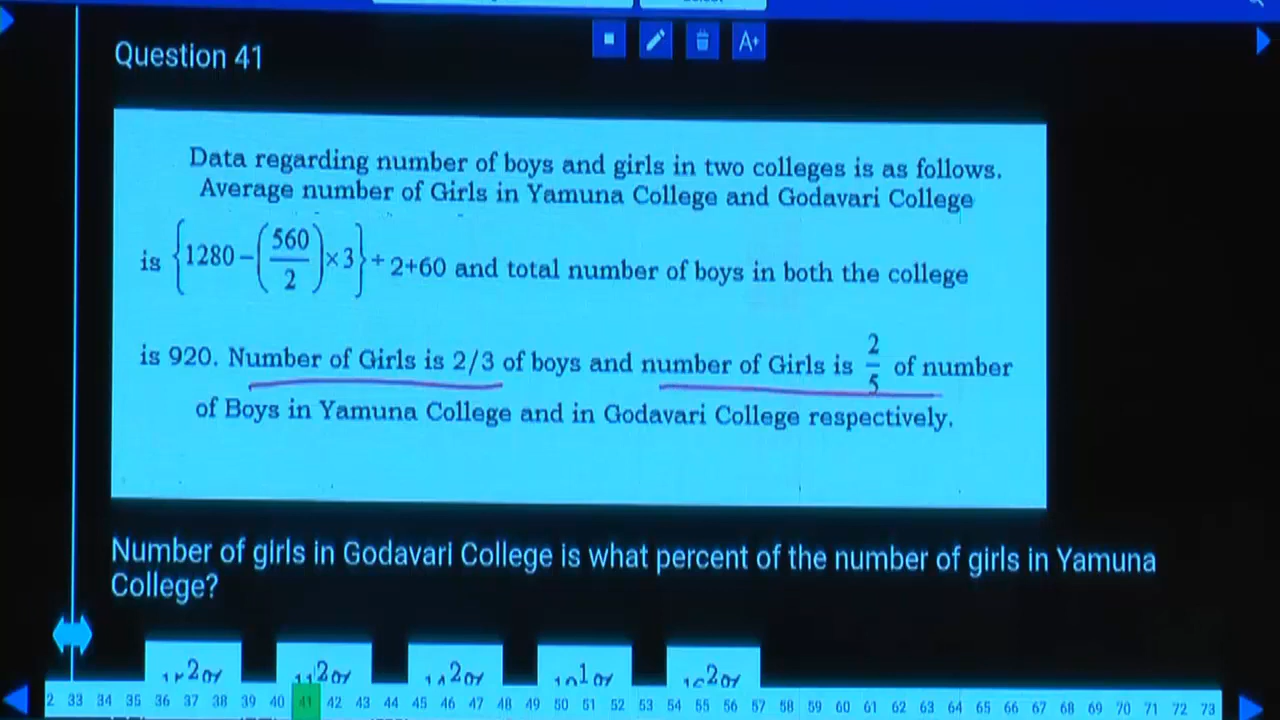 Question 41
A+
Data regarding number of boys and girls in two colleges is as follows.
Average number of Girls in Yamuna College and Godavari College
is {1280 − (560/2) × 3} ÷ 2+60 and total number of boys in both the college
is 920. Number of Girls is 2/3 of boys and number of Girls is 2/5 of number
of Boys in Yamuna College and in Godavari College respectively.
Number of girls in Godavari College is what percent of the number of girls in Yamuna
College?
2 33 34 35 36 37 38 39 40 41 42 43 44 45 46 47 48 49 50 51 52 53 54 55 56 57 58 59 60 61 62 63 64 65 66 67 68 69 70 71 72 73